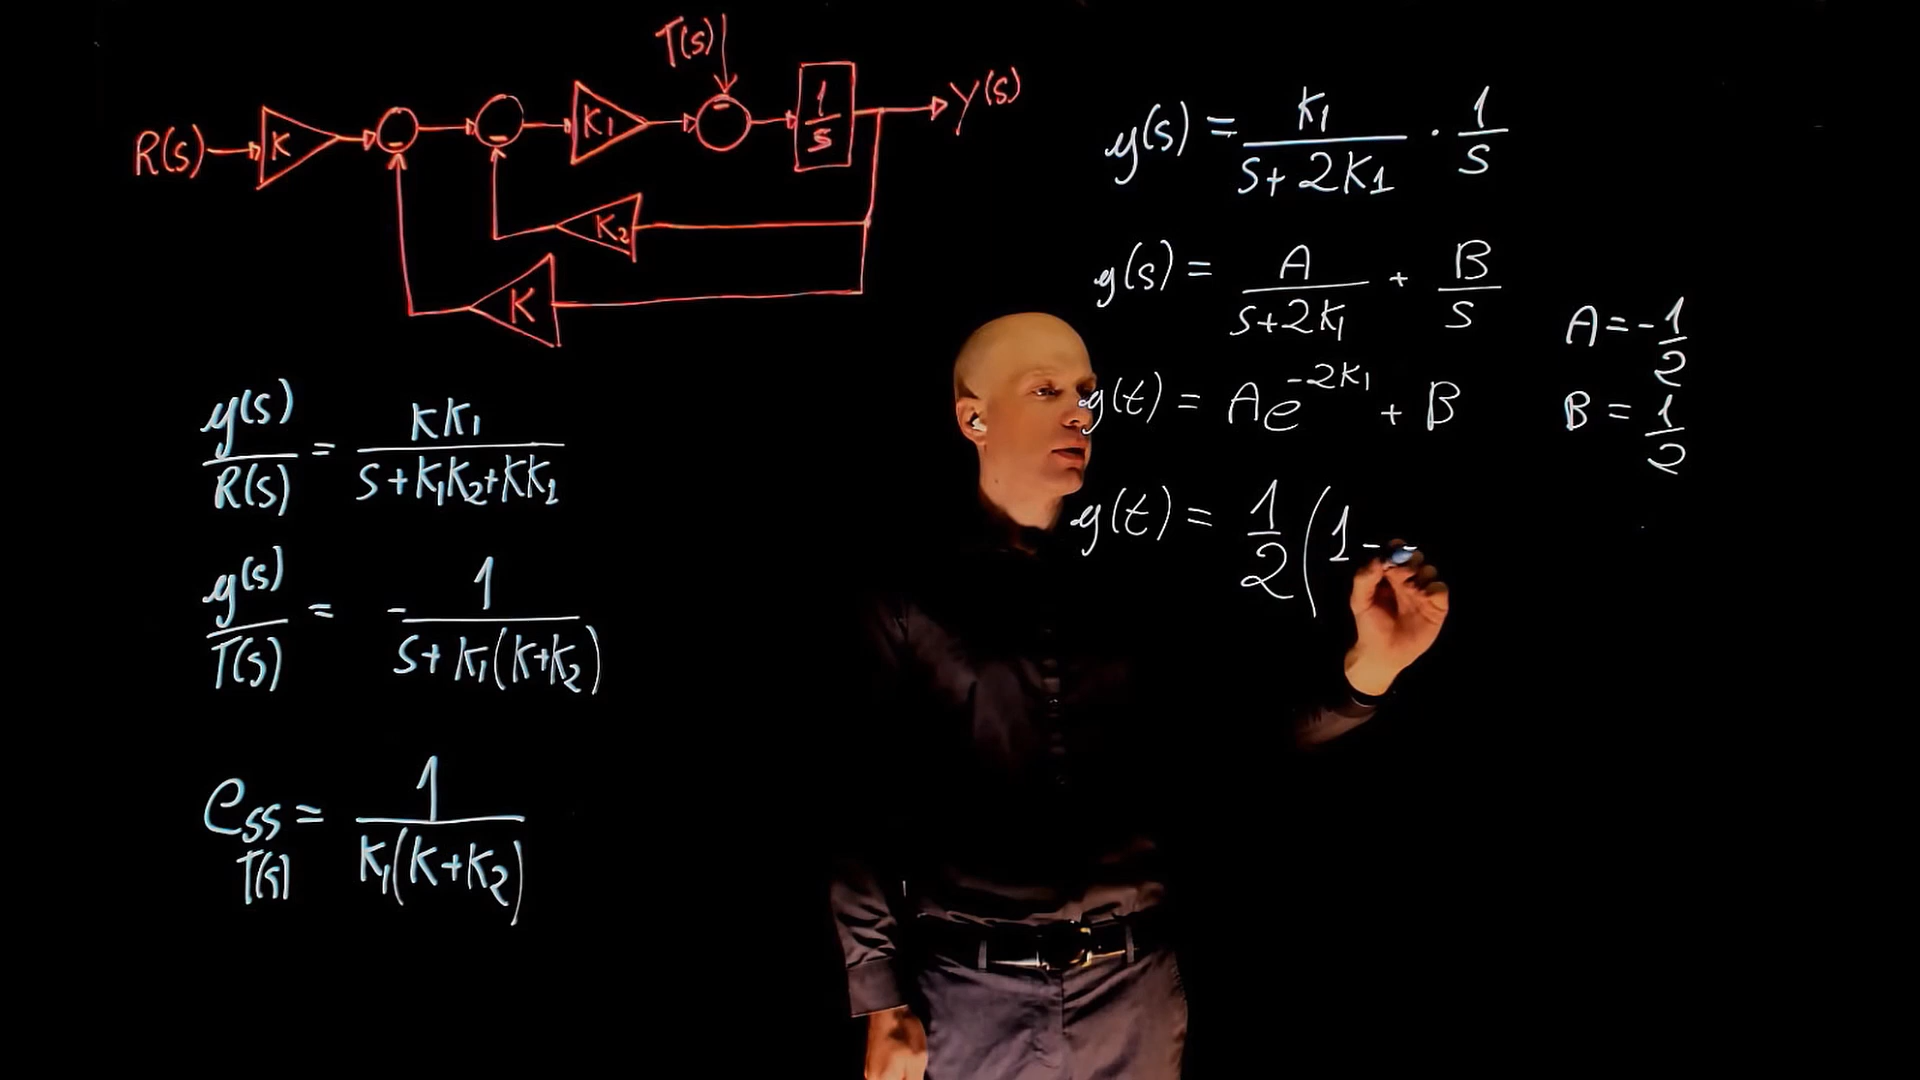 T(s)
R(s) K - - K1 - 1/s Y(s)
K2
K
y(s)/R(s) = KK1/(s+K1K2+KK1)
y(s)/T(s) = - 1/(s+K1(K+K2))
ess T(s) = 1/(K1(K+K2))
y(s) = K1/(s+2K1) · 1/s
y(s) = A/(s+2K1) + B/s
A = -1/2
y(t) = Ae^-2K1 + B
B = 1/2
y(t) = 1/2 (1 -